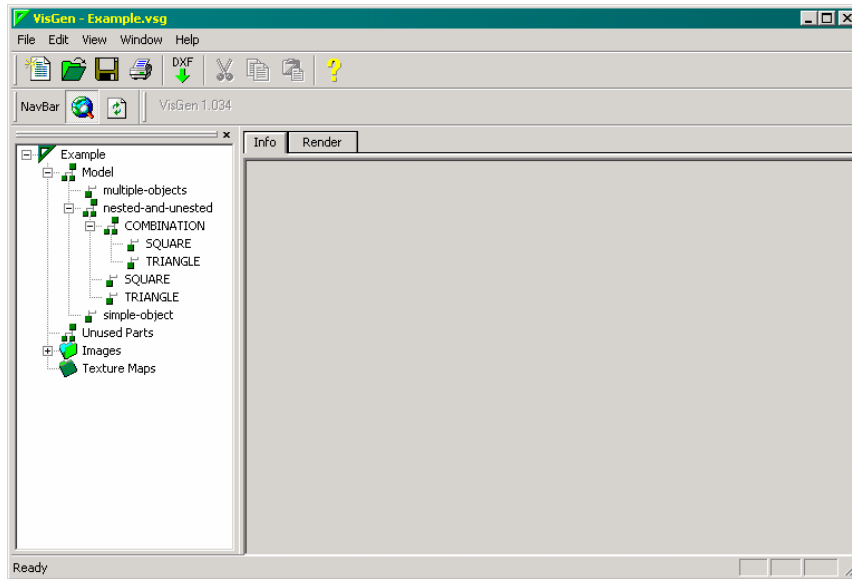 VisGen - Example.vsg
File Edit View Window Help
DXF
NavBar VisGen 1.034
Info Render
Example
Model
multiple-objects
nested-and-unested
COMBINATION
SQUARE
TRIANGLE
SQUARE
TRIANGLE
simple-object
Unused Parts
Images
Texture Maps
Ready